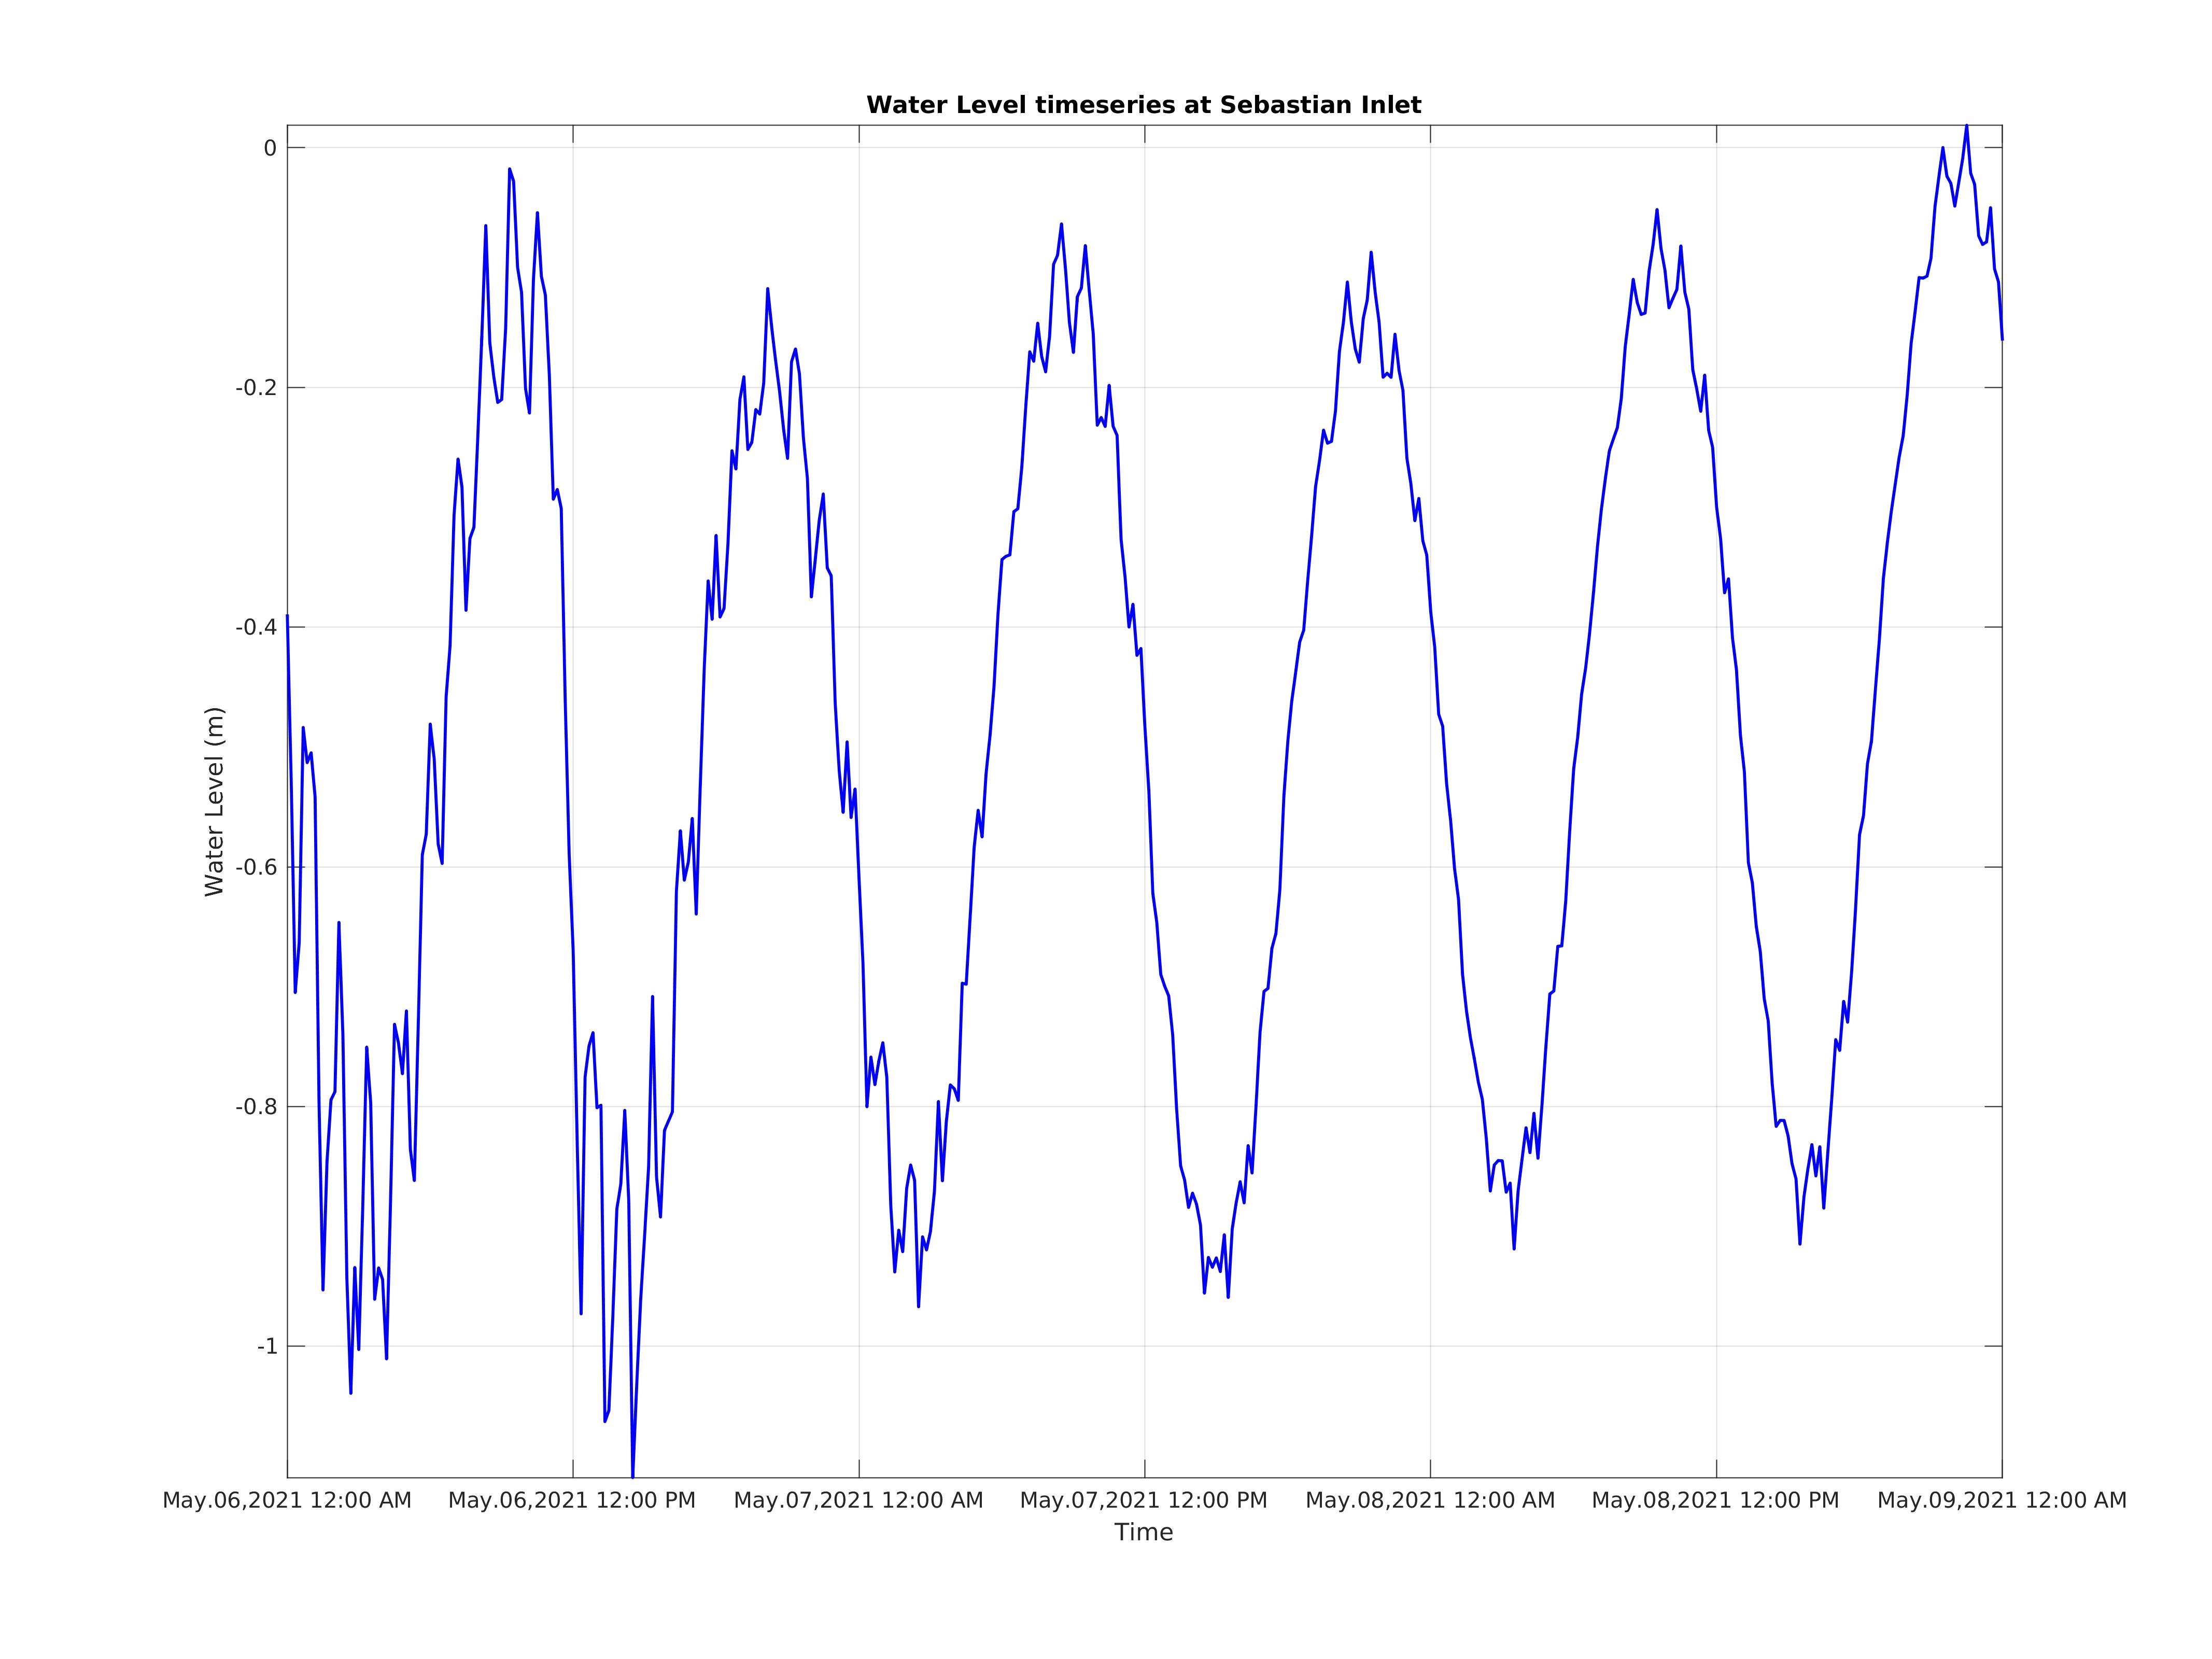 Water Level timeseries at Sebastian Inlet
0
-0.2
-0.4
-0.6
-0.8
-1
Water Level (m)
May.06,2021 12:00 AM May.06,2021 12:00 PM May.07,2021 12:00 AM May.07,2021 12:00 PM May.08,2021 12:00 AM May.08,2021 12:00 PM May.09,2021 12:00 AM
Time